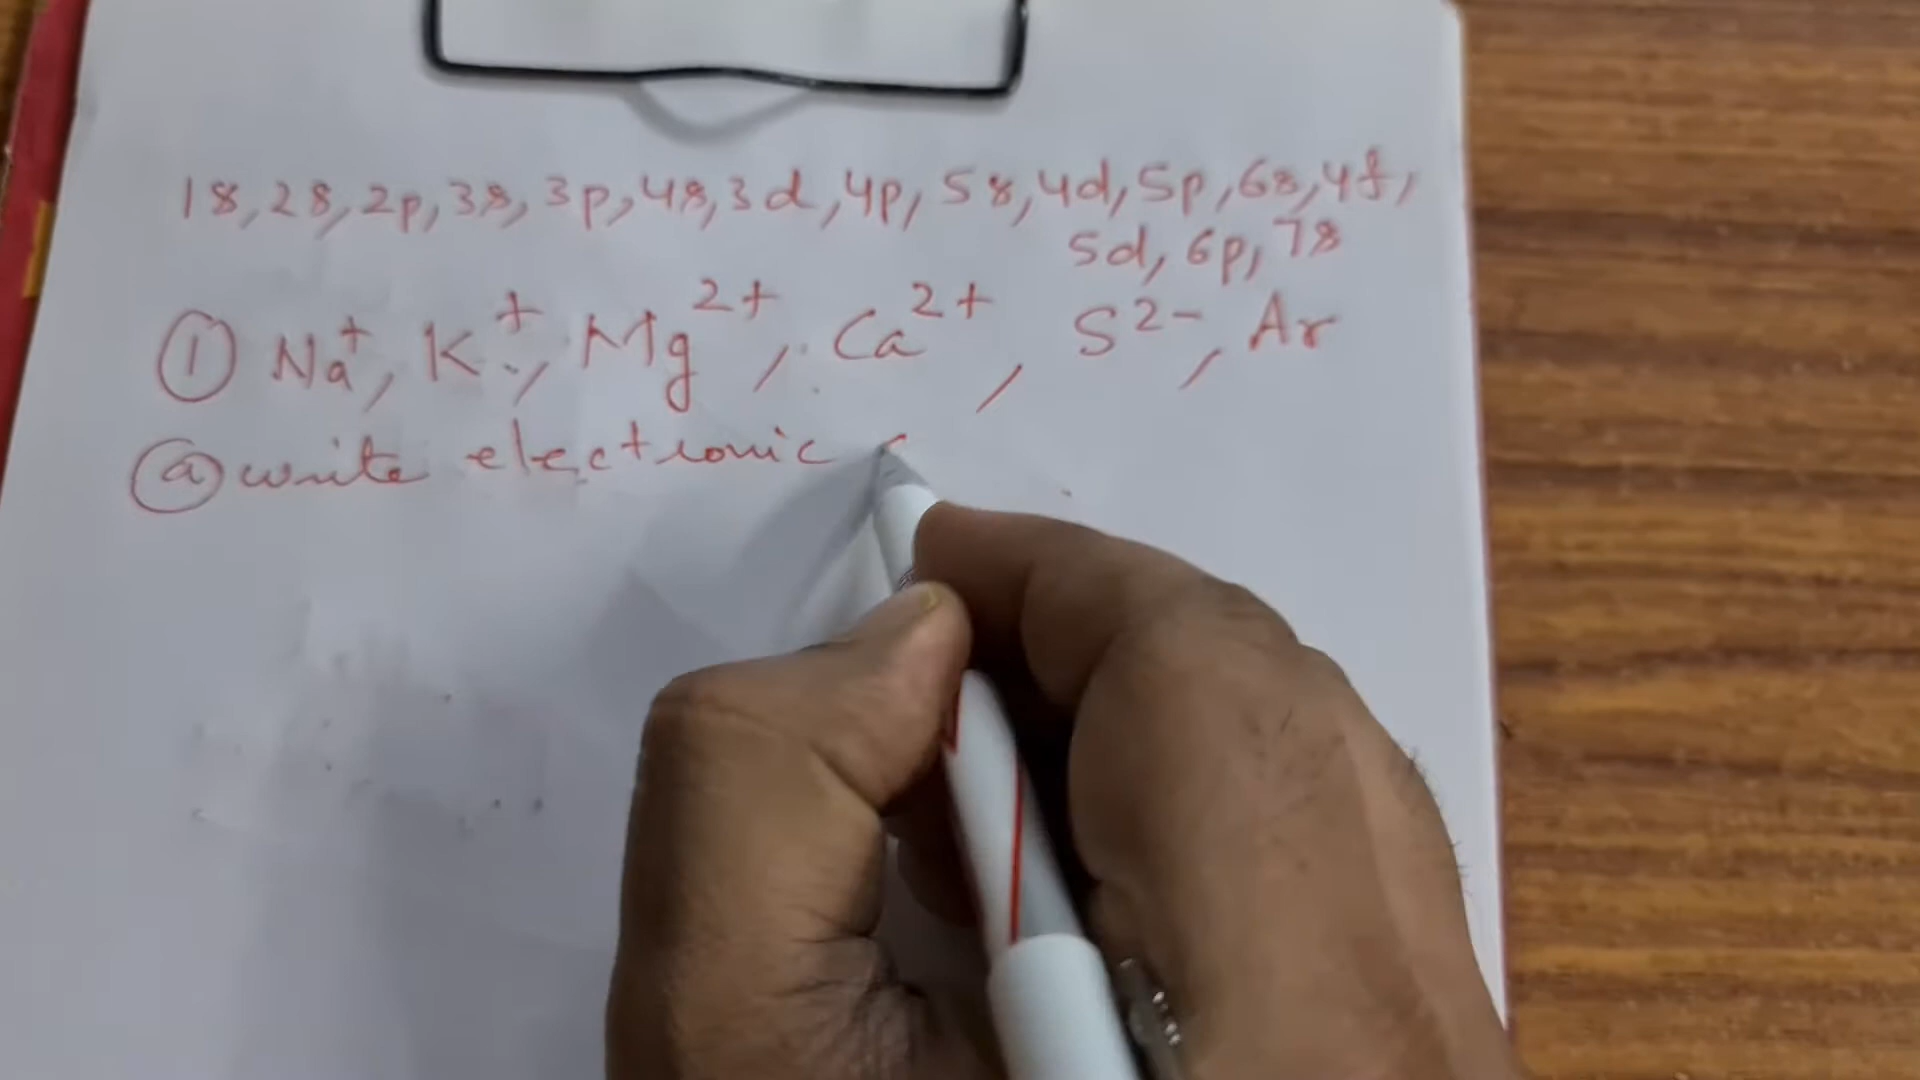 1s, 2s, 2p, 3s, 3p, 4s, 3d, 4p, 5s, 4d, 5p, 6s, 4f,
5d, 6p, 7s
① Na⁺, K⁺, Mg²⁺, Ca²⁺, S²⁻, Ar
ⓐ write electronic c